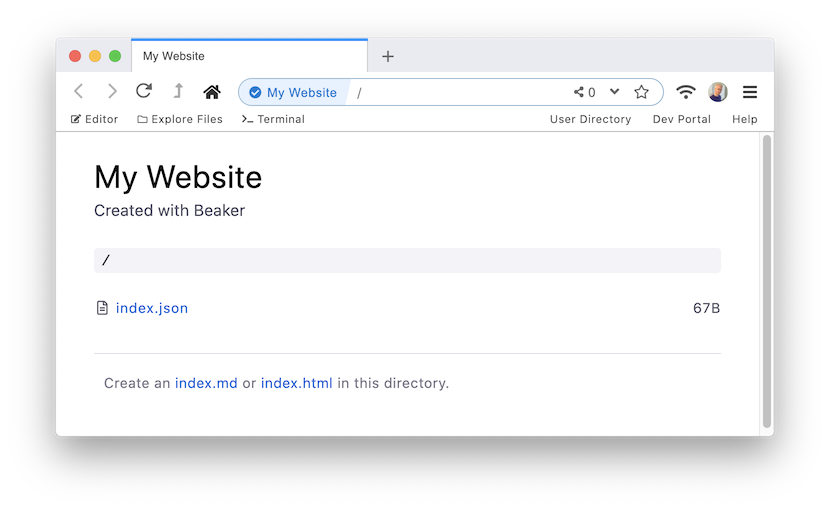 My Website
My Website / 0
Editor Explore Files Terminal User Directory Dev Portal Help
My Website
Created with Beaker
/
index.json 67B
Create an index.md or index.html in this directory.